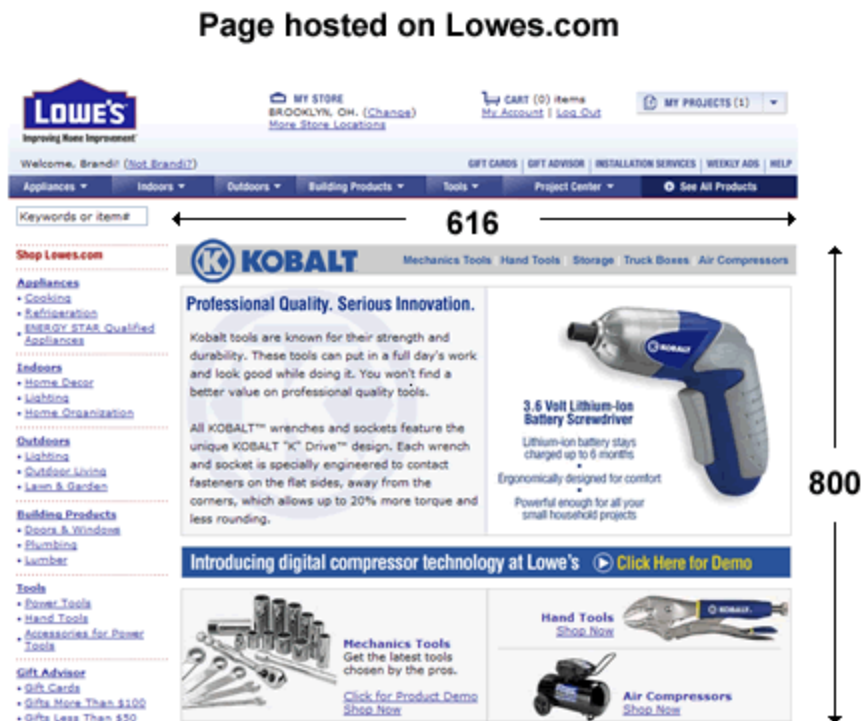 Page hosted on Lowes.com
LOWE'S
Improving Home Improvement
MY STORE
BROOKLYN, OH. (Change)
More Store Locations
CART (0) items
My Account | Log Out
MY PROJECTS (1)
Welcome, Brandi! (Not Brandi?)
GIFT CARDS | GIFT ADVISOR | INSTALLATION SERVICES | WEEKLY ADS | HELP
Appliances Indoors Outdoors Building Products Tools Project Center See All Products
Keywords or item#
616
Shop Lowes.com
Appliances
• Cooking
• Refrigeration
• ENERGY STAR Qualified
Appliances
Indoors
• Home Decor
• Lighting
• Home Organization
Outdoors
• Lighting
• Outdoor Living
• Lawn & Garden
Building Products
• Doors & Windows
• Plumbing
• Lumber
Tools
• Power Tools
• Hand Tools
• Accessories for Power
Tools
Gift Advisor
• Gift Cards
• Gifts More Than $100
• Gifts Less Than $50
K KOBALT
Mechanics Tools | Hand Tools | Storage | Truck Boxes | Air Compressors
Professional Quality. Serious Innovation.
Kobalt tools are known for their strength and
durability. These tools can put in a full day's work
and look good while doing it. You won't find a
better value on professional quality tools.
All KOBALT™ wrenches and sockets feature the
unique KOBALT "K" Drive™ design. Each wrench
and socket is specially engineered to contact
fasteners on the flat sides, away from the
corners, which allows up to 20% more torque and
less rounding.
KOBALT
3.6 Volt Lithium-Ion
Battery Screwdriver
Lithium-ion battery stays
charged up to 6 months
•
Ergonomically designed for comfort
•
Powerful enough for all your
small household projects
800
Introducing digital compressor technology at Lowe's Click Here for Demo
Mechanics Tools
Get the latest tools
chosen by the pros.
Click for Product Demo
Shop Now
Hand Tools
Shop Now
KOBALT
Air Compressors
Shop Now